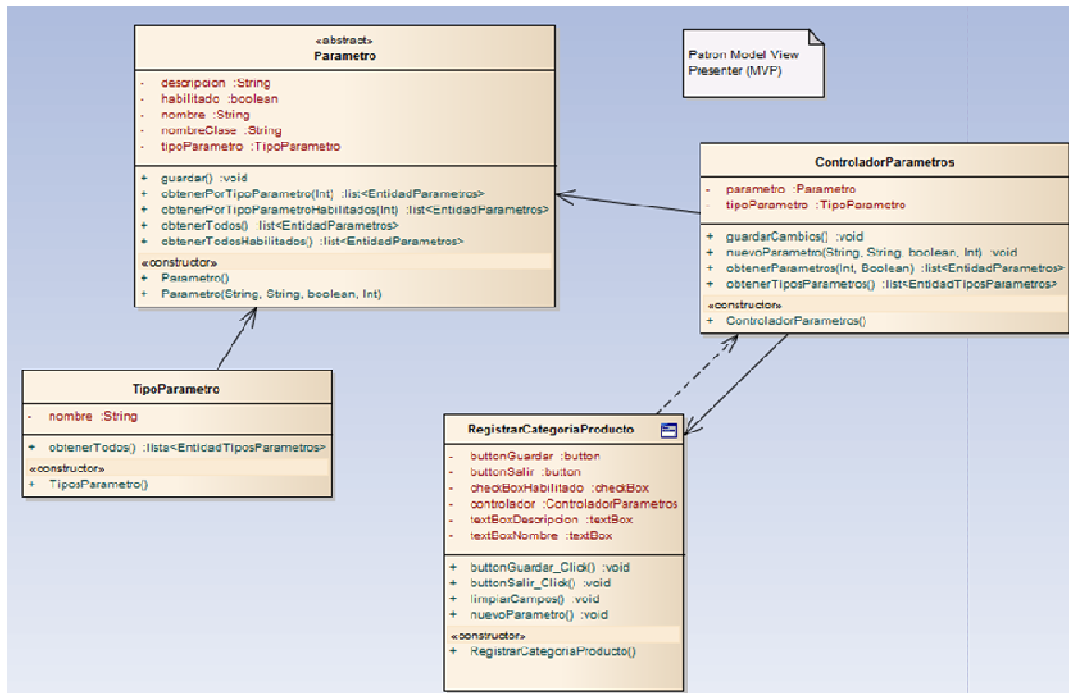 «abstract»
Parametro
- descripcion :String
- habilitado :boolean
- nombre :String
- nombreClase :String
- tipoParametro :TipoParametro
+ guardar() :void
+ obtenerPorTipoParametro(Int) :list<EntidadParametros>
+ obtenerPorTipoParametroHabilitados(Int) :list<EntidadParametros>
+ obtenerTodos() :list<EntidadParametros>
+ obtenerTodosHabilitados() :list<EntidadParametros>
«constructor»
+ Parametro()
+ Parametro(String, String, boolean, Int)
Patron Model View
Presenter (MVP)
ControladorParametros
- parametro :Parametro
- tipoParametro :TipoParametro
+ guardarCambios() :void
+ nuevoParametro(String, String, boolean, Int) :void
+ obtenerParametros(Int, Boolean) :list<EntidadParametros>
+ obtenerTiposParametros() :list<EntidadTiposParametros>
«constructor»
+ ControladorParametros()
TipoParametro
- nombre :String
+ obtenerTodos() :lista<EntidadTiposParametros>
«constructor»
+ TiposParametro()
RegistrarCategoriaProducto
- buttonGuardar :button
- buttonSalir :button
- checkBoxHabilitado :checkBox
- controlador :ControladorParametros
- textBoxDescripcion :textBox
- textBoxNombre :textBox
+ buttonGuardar_Click() :void
+ buttonSalir_Click() :void
+ limpiarCampos() :void
+ nuevoParametro() :void
«constructor»
+ RegistrarCategoriaProducto()